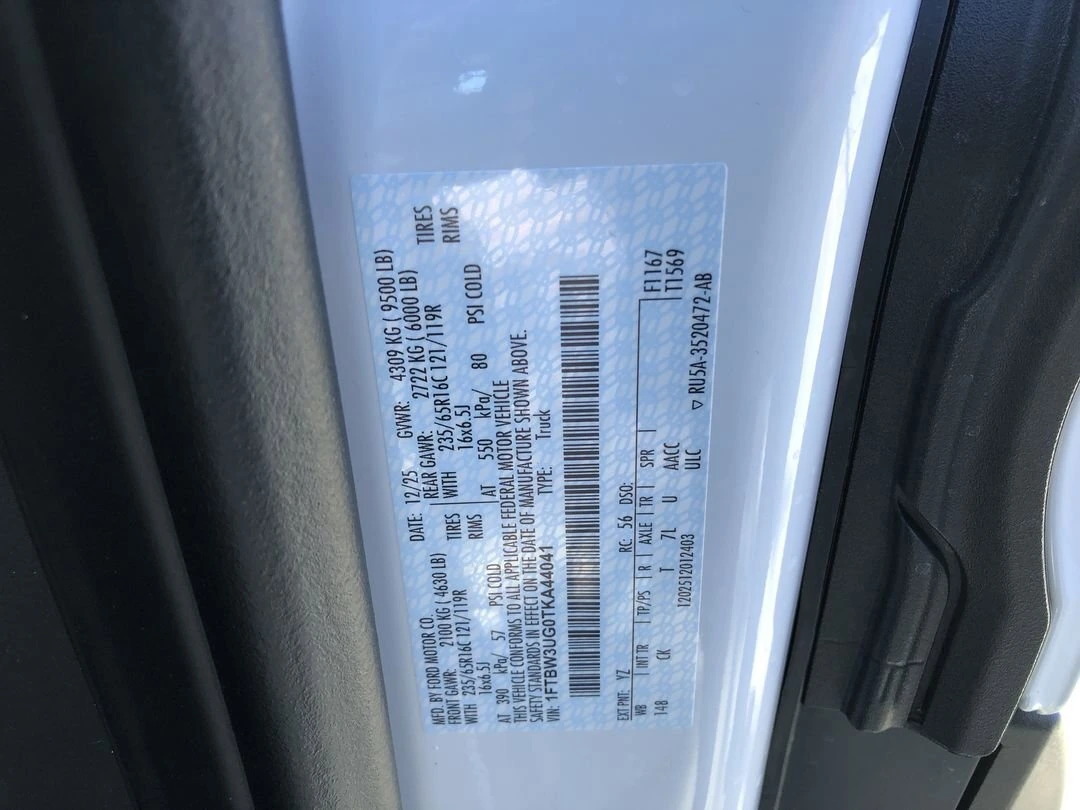 MFD. BY FORD MOTOR CO.
DATE: 12/25 GVWR: 4309 KG ( 9500 LB)
FRONT GAWR: 2100 KG ( 4630 LB) REAR GAWR: 2722 KG ( 6000 LB)
WITH 235/65R16C 121/119R TIRES WITH 235/65R16C 121/119R TIRES
16x6.5J RIMS 16x6.5J RIMS
AT 390 kPa/ 57 PSI COLD AT 550 kPa/ 80 PSI COLD
THIS VEHICLE CONFORMS TO ALL APPLICABLE FEDERAL MOTOR VEHICLE
SAFETY STANDARDS IN EFFECT ON THE DATE OF MANUFACTURE SHOWN ABOVE.
VIN: 1FTBW3UG0TKA44041 TYPE: Truck
EXT PNT: YZ RC: 56 DSO:
WB INT TR TP/PS R AXLE TR SPR F1167
148 CK T 7L U AACC T1569
ULC
1202512012403
▽ RU5A-3520472-AB